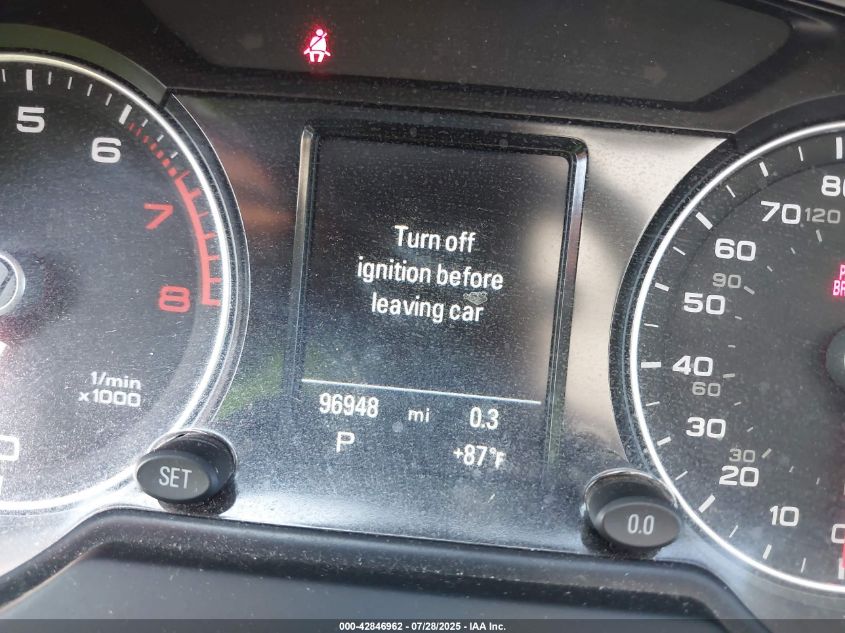 5
6
7
8
1/min
x1000
Turn off
ignition before
leaving car
96948 mi 0.3
P
+87°F
SET
0.0
80
70 120
60
90
50
40
60
30
30
20
10
0
P
BR
000-42846962 - 07/28/2025 - IAA Inc.